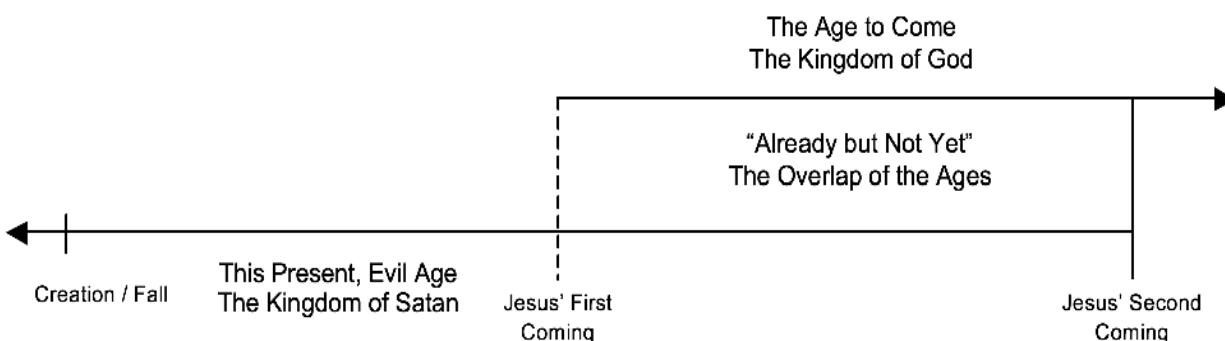 The Age to Come
The Kingdom of God
“Already but Not Yet”
The Overlap of the Ages
This Present, Evil Age
The Kingdom of Satan
Creation / Fall
Jesus’ First
Coming
Jesus’ Second
Coming